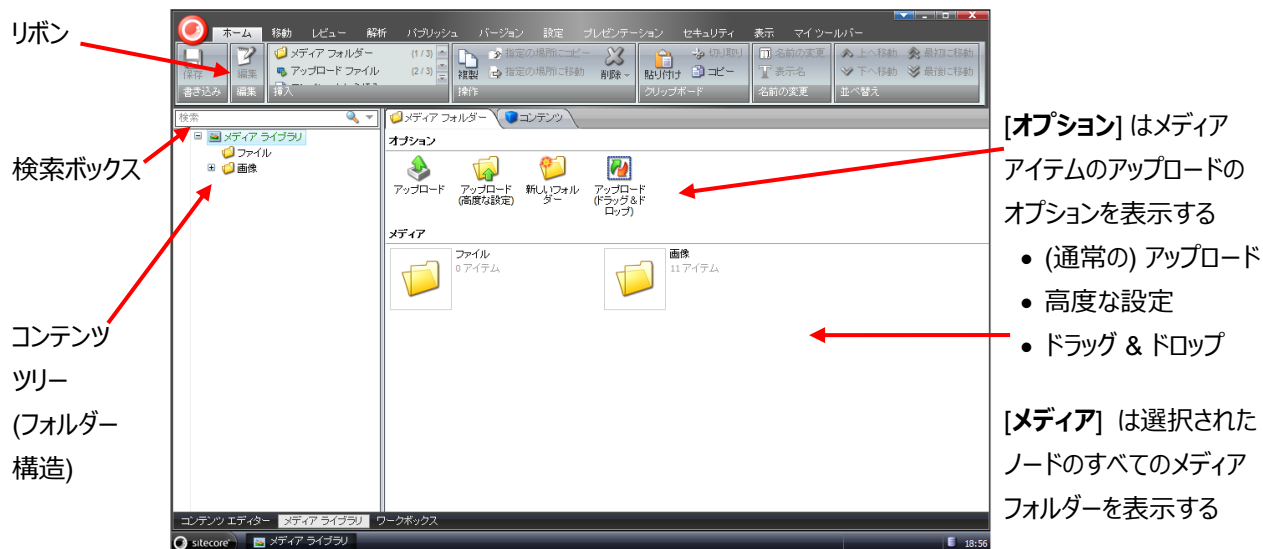 リボン
検索ボックス
コンテンツ
ツリー
(フォルダー
構造)
ホーム 移動 レビュー 解析 パブリッシュ バージョン 設定 プレゼンテーション セキュリティ 表示 マイ ツールバー
保存
書き込み
編集
編集
メディア フォルダー (1 / 3)
アップロード ファイル (2 / 3)
挿入
複製
指定の場所にコピー
指定の場所に移動
削除
操作
貼り付け
切り取り
コピー
クリップボード
名前の変更
表示名
名前の変更
上へ移動 最初に移動
下へ移動 最後に移動
並べ替え
検索
メディア ライブラリ
ファイル
画像
メディア フォルダー コンテンツ
オプション
アップロード
アップロード
(高度な設定)
新しいフォル
ダー
アップロード
(ドラッグ & ド
ロップ)
メディア
ファイル
0 アイテム
画像
11 アイテム
コンテンツ エディター メディア ライブラリ ワークボックス
sitecore メディア ライブラリ 18:56
[オプション] はメディア
アイテムのアップロードの
オプションを表示する
• (通常の) アップロード
• 高度な設定
• ドラッグ & ドロップ
[メディア] は選択された
ノードのすべてのメディア
フォルダーを表示する